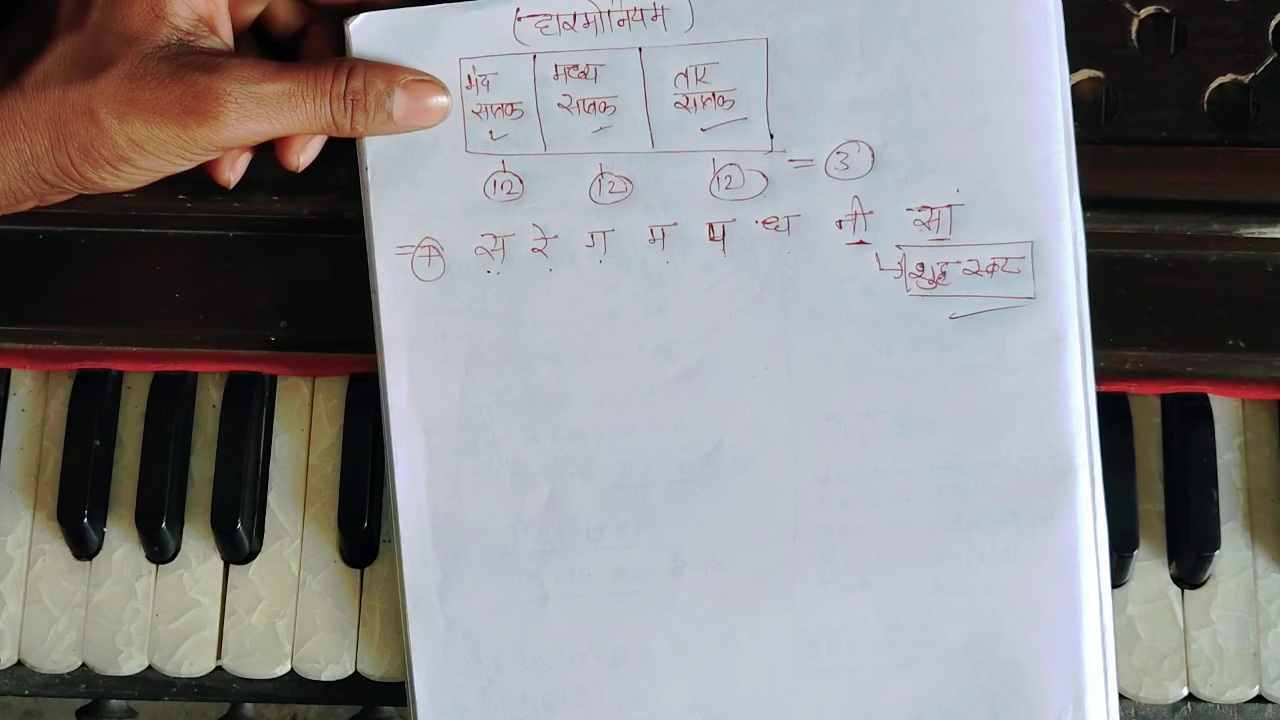 (हारमोनियम)
मंद्र सप्तक मध्य सप्तक तार सप्तक
12 12 12 = 3
= 7 स़ रे़ ग़ म़ प़ ध़ नी़ सां
शुद्ध स्वर